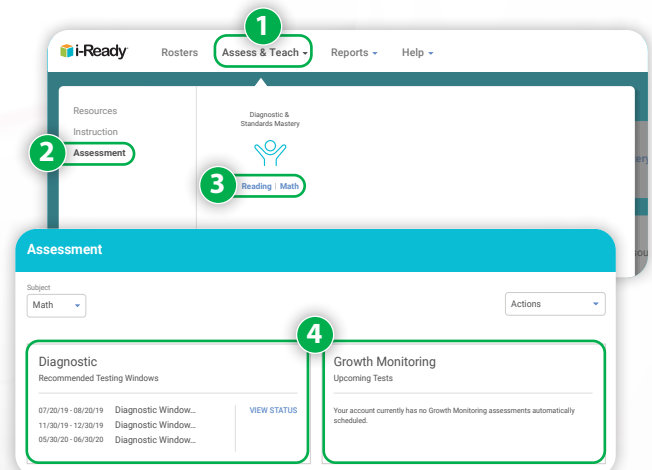 1
i-Ready Rosters Assess & Teach Reports Help
Resources
Instruction
2 Assessment
Diagnostic &
Standards Mastery
3 Reading | Math
ery
sou
Assessment
Subject
Math
Actions
4
Diagnostic
Recommended Testing Windows
07/20/19 - 08/20/19 Diagnostic Window... VIEW STATUS
11/30/19 - 12/30/19 Diagnostic Window...
05/30/20 - 06/30/20 Diagnostic Window...
Growth Monitoring
Upcoming Tests
Your account currently has no Growth Monitoring assessments automatically
scheduled.